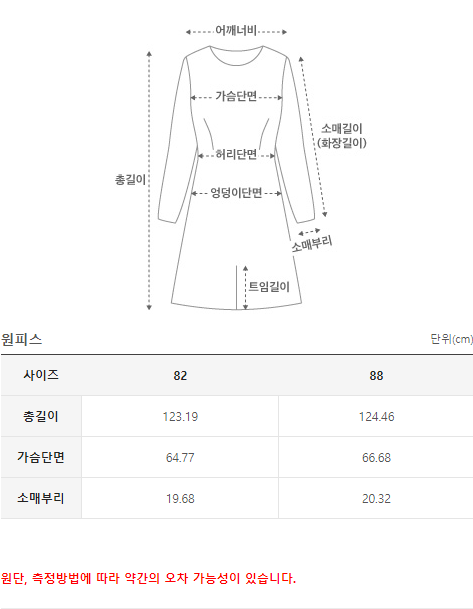 어깨너비
가슴단면
소매길이
(화장길이)
허리단면
총길이
엉덩이단면
소매부리
트임길이
원피스 단위(cm)
사이즈 82 88
총길이 123.19 124.46
가슴단면 64.77 66.68
소매부리 19.68 20.32
원단, 측정방법에 따라 약간의 오차 가능성이 있습니다.